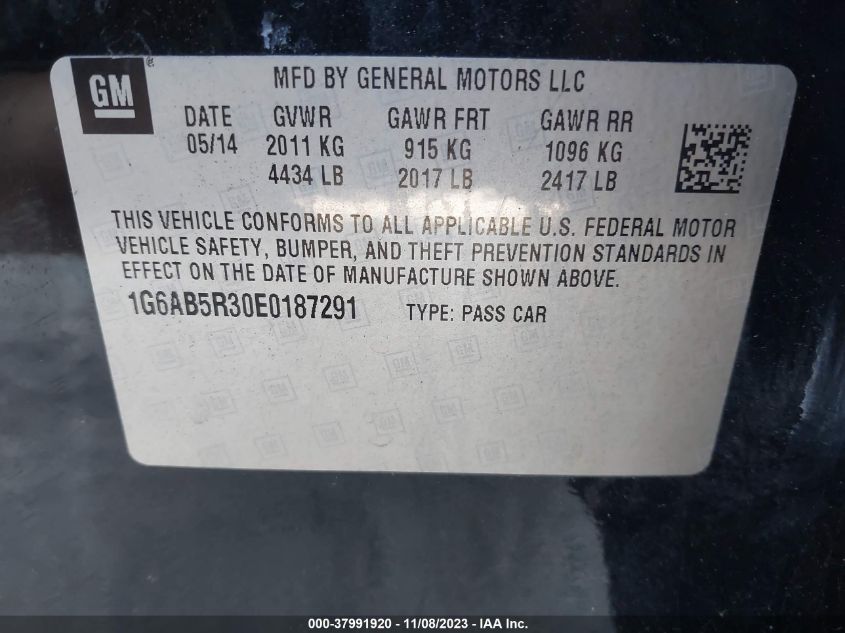 GM
MFD BY GENERAL MOTORS LLC
DATE GVWR GAWR FRT GAWR RR
05/14 2011 KG 915 KG 1096 KG
4434 LB 2017 LB 2417 LB
THIS VEHICLE CONFORMS TO ALL APPLICABLE U.S. FEDERAL MOTOR
VEHICLE SAFETY, BUMPER, AND THEFT PREVENTION STANDARDS IN
EFFECT ON THE DATE OF MANUFACTURE SHOWN ABOVE.
1G6AB5R30E0187291 TYPE: PASS CAR
000-37991920 - 11/08/2023 - IAA Inc.